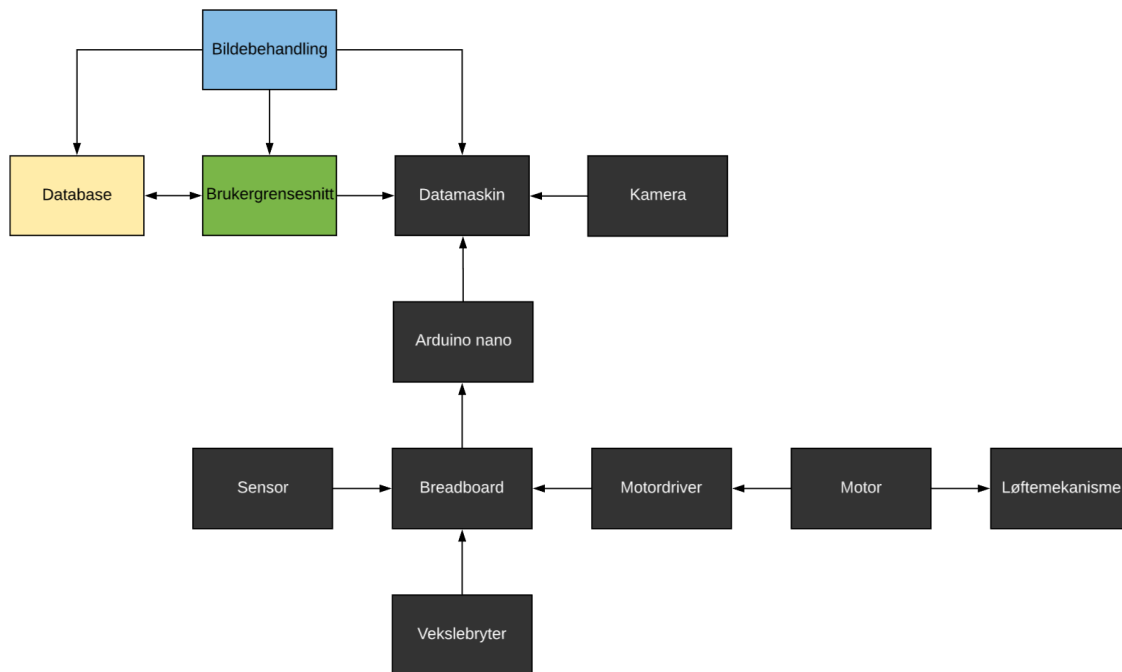 Bildebehandling
Database
Brukergrensesnitt
Datamaskin
Kamera
Arduino nano
Sensor
Breadboard
Motordriver
Motor
Løftemekanisme
Vekslebryter